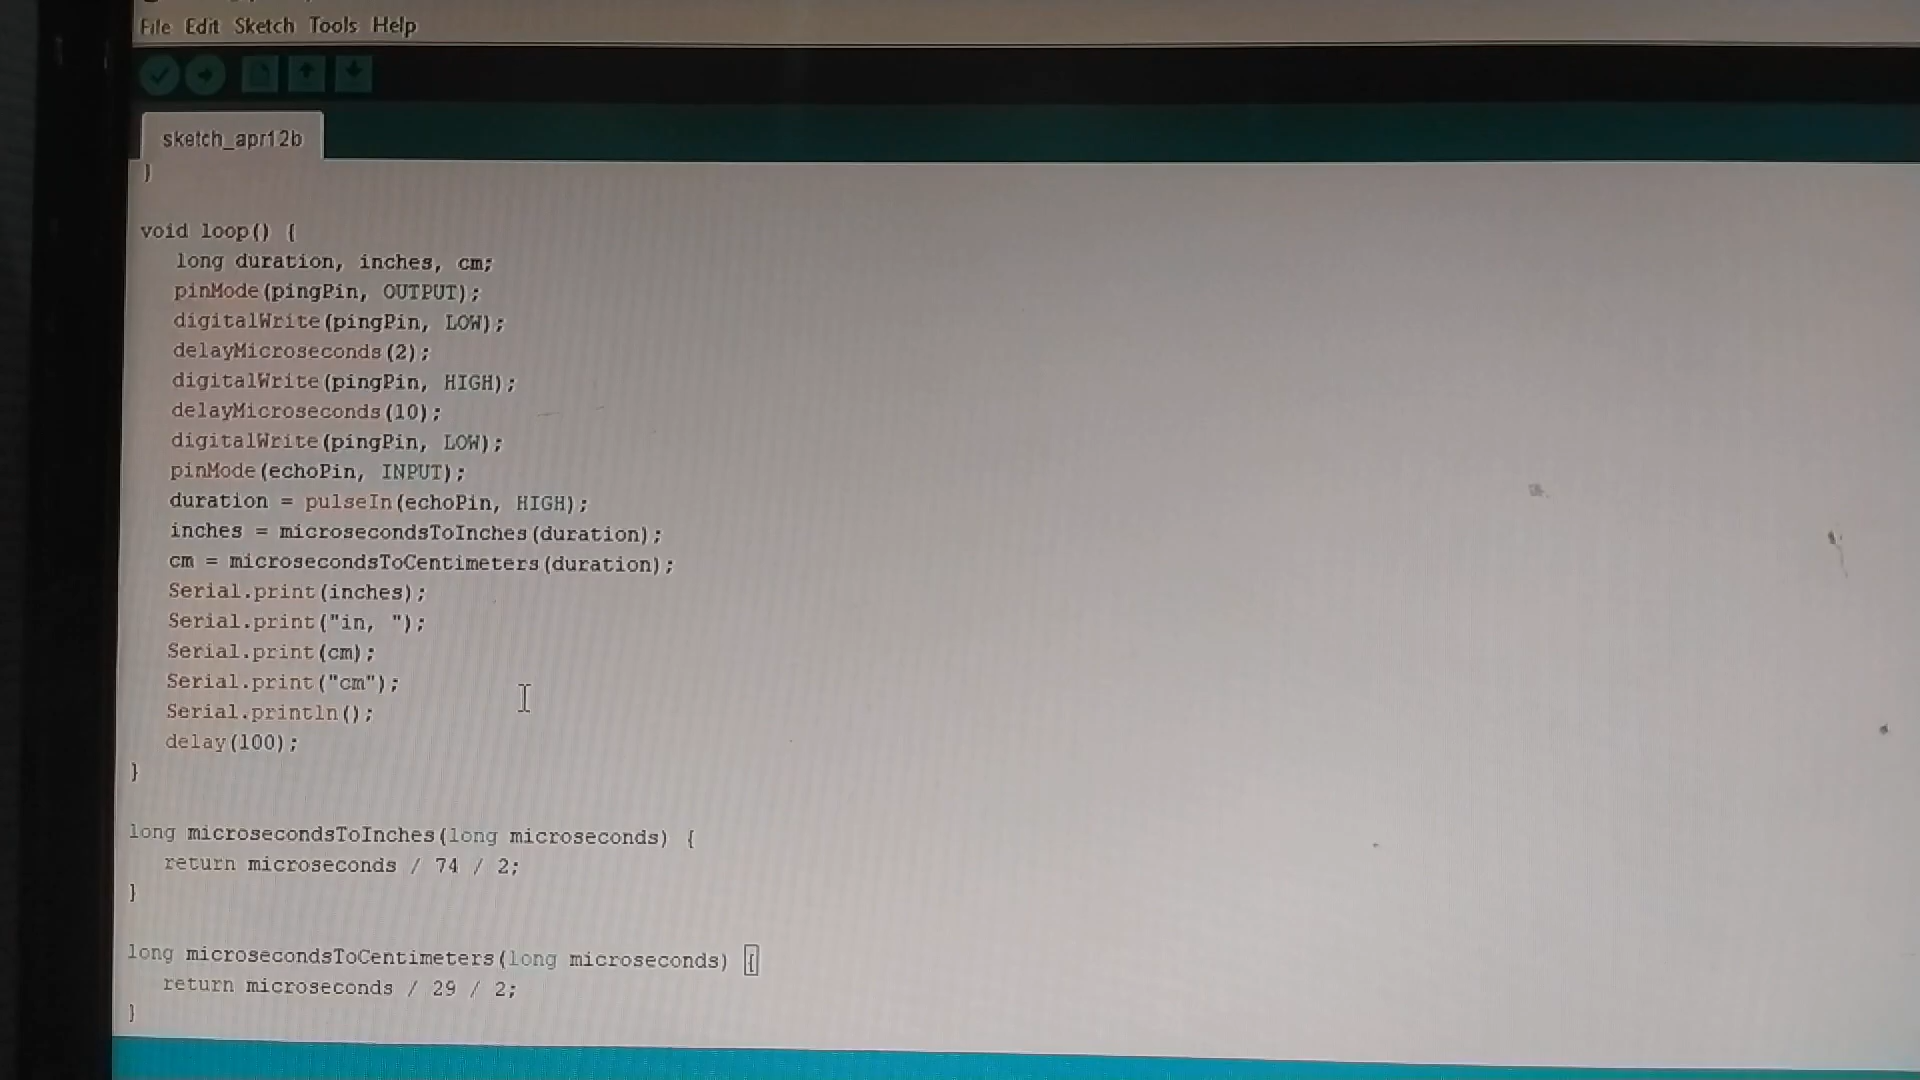 File Edit Sketch Tools Help
sketch_apr12b
}
void loop() {
long duration, inches, cm;
pinMode(pingPin, OUTPUT);
digitalWrite(pingPin, LOW);
delayMicroseconds(2);
digitalWrite(pingPin, HIGH);
delayMicroseconds(10);
digitalWrite(pingPin, LOW);
pinMode(echoPin, INPUT);
duration = pulseIn(echoPin, HIGH);
inches = microsecondsToInches(duration);
cm = microsecondsToCentimeters(duration);
Serial.print(inches);
Serial.print("in, ");
Serial.print(cm);
Serial.print("cm");
Serial.println();
delay(100);
}
long microsecondsToInches(long microseconds) {
return microseconds / 74 / 2;
}
long microsecondsToCentimeters(long microseconds) {
return microseconds / 29 / 2;
}